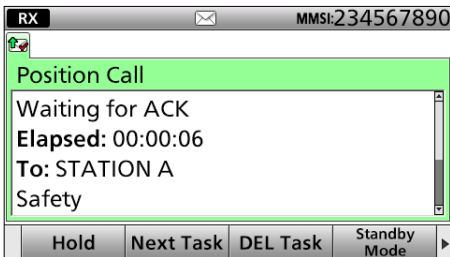 RX MMSI:234567890
Position Call
Waiting for ACK
Elapsed: 00:00:06
To: STATION A
Safety
Hold Next Task DEL Task Standby Mode